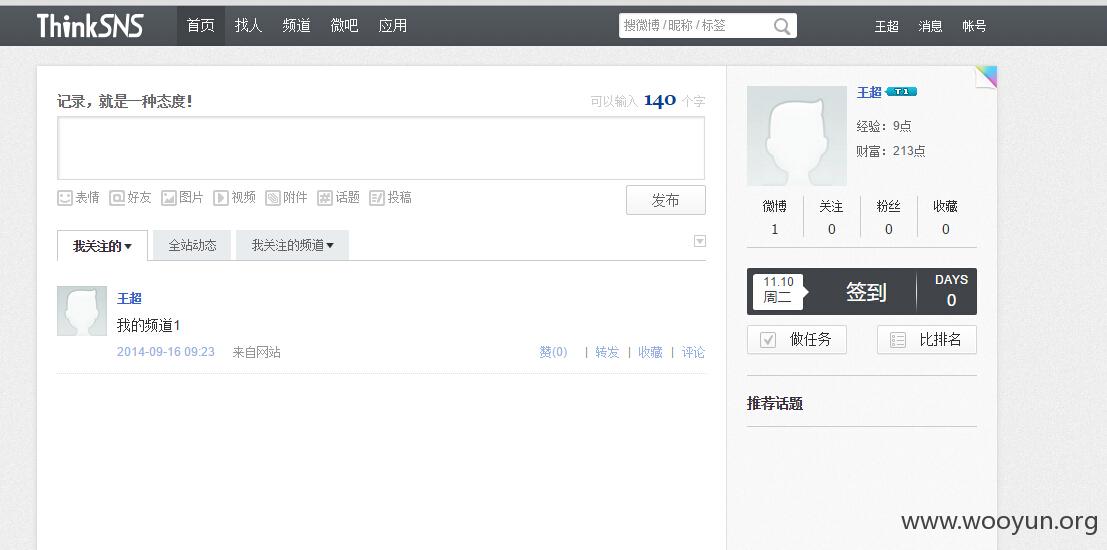 ThinkSNS 首页 找人 频道 微吧 应用 搜微博 / 昵称 / 标签 王超 消息 帐号
记录，就是一种态度！ 可以输入 140 个字
表情 好友 图片 视频 附件 话题 投稿 发布
我关注的 全站动态 我关注的频道
王超
我的频道1
2014-09-16 09:23 来自网站 赞(0) | 转发 | 收藏 | 评论
王超 T1
经验：9点
财富：213点
微博 关注 粉丝 收藏
1 0 0 0
11.10 周二 签到 DAYS 0
做任务 比排名
推荐话题
www.wooyun.org